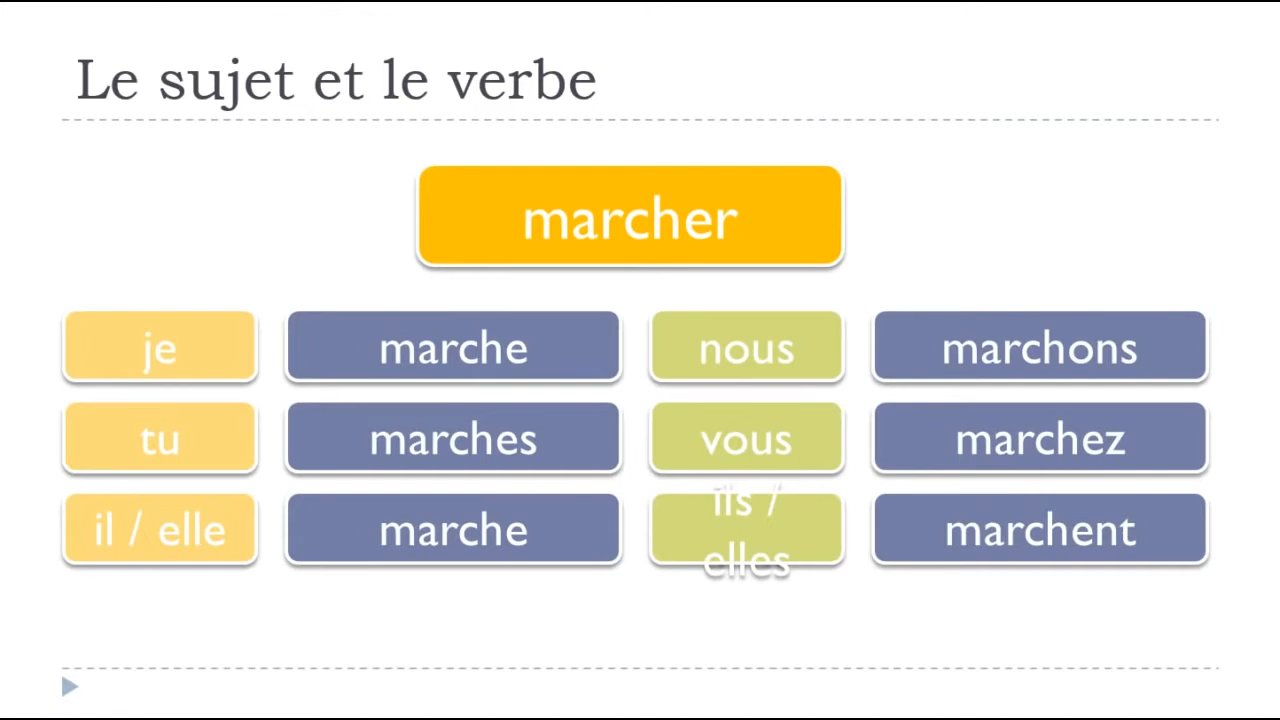 Le sujet et le verbe
marcher
je marche nous marchons
tu marches vous marchez
il / elle marche ils / elles marchent